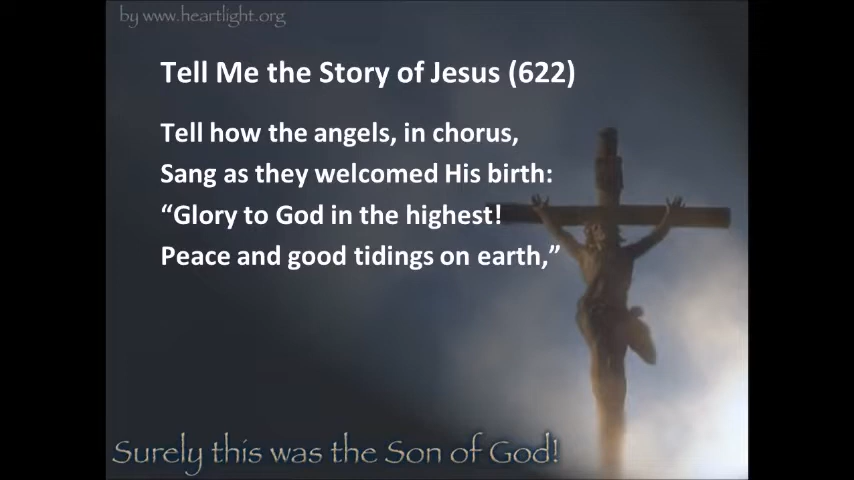 by www.heartlight.org
Tell Me the Story of Jesus (622)
Tell how the angels, in chorus,
Sang as they welcomed His birth:
“Glory to God in the highest!
Peace and good tidings on earth,”
Surely this was the Son of God!